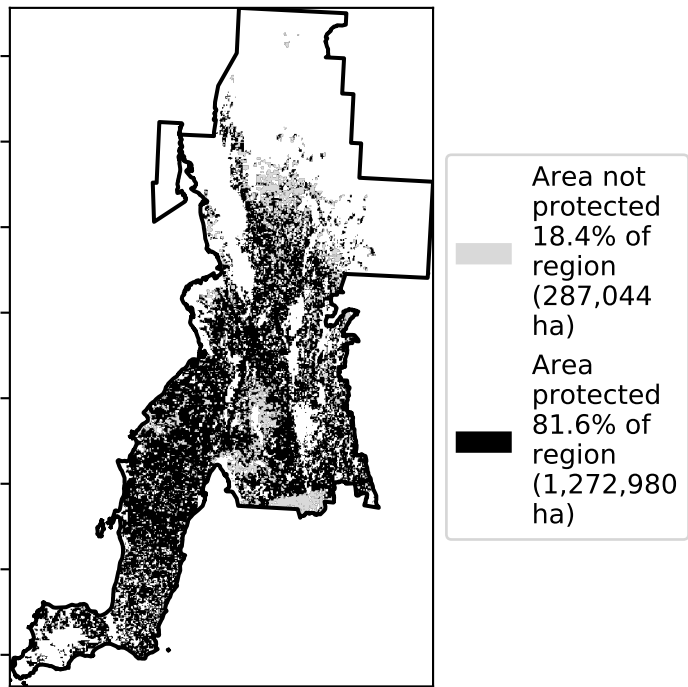 Area not
protected
18.4% of
region
(287,044
ha)
Area
protected
81.6% of
region
(1,272,980
ha)